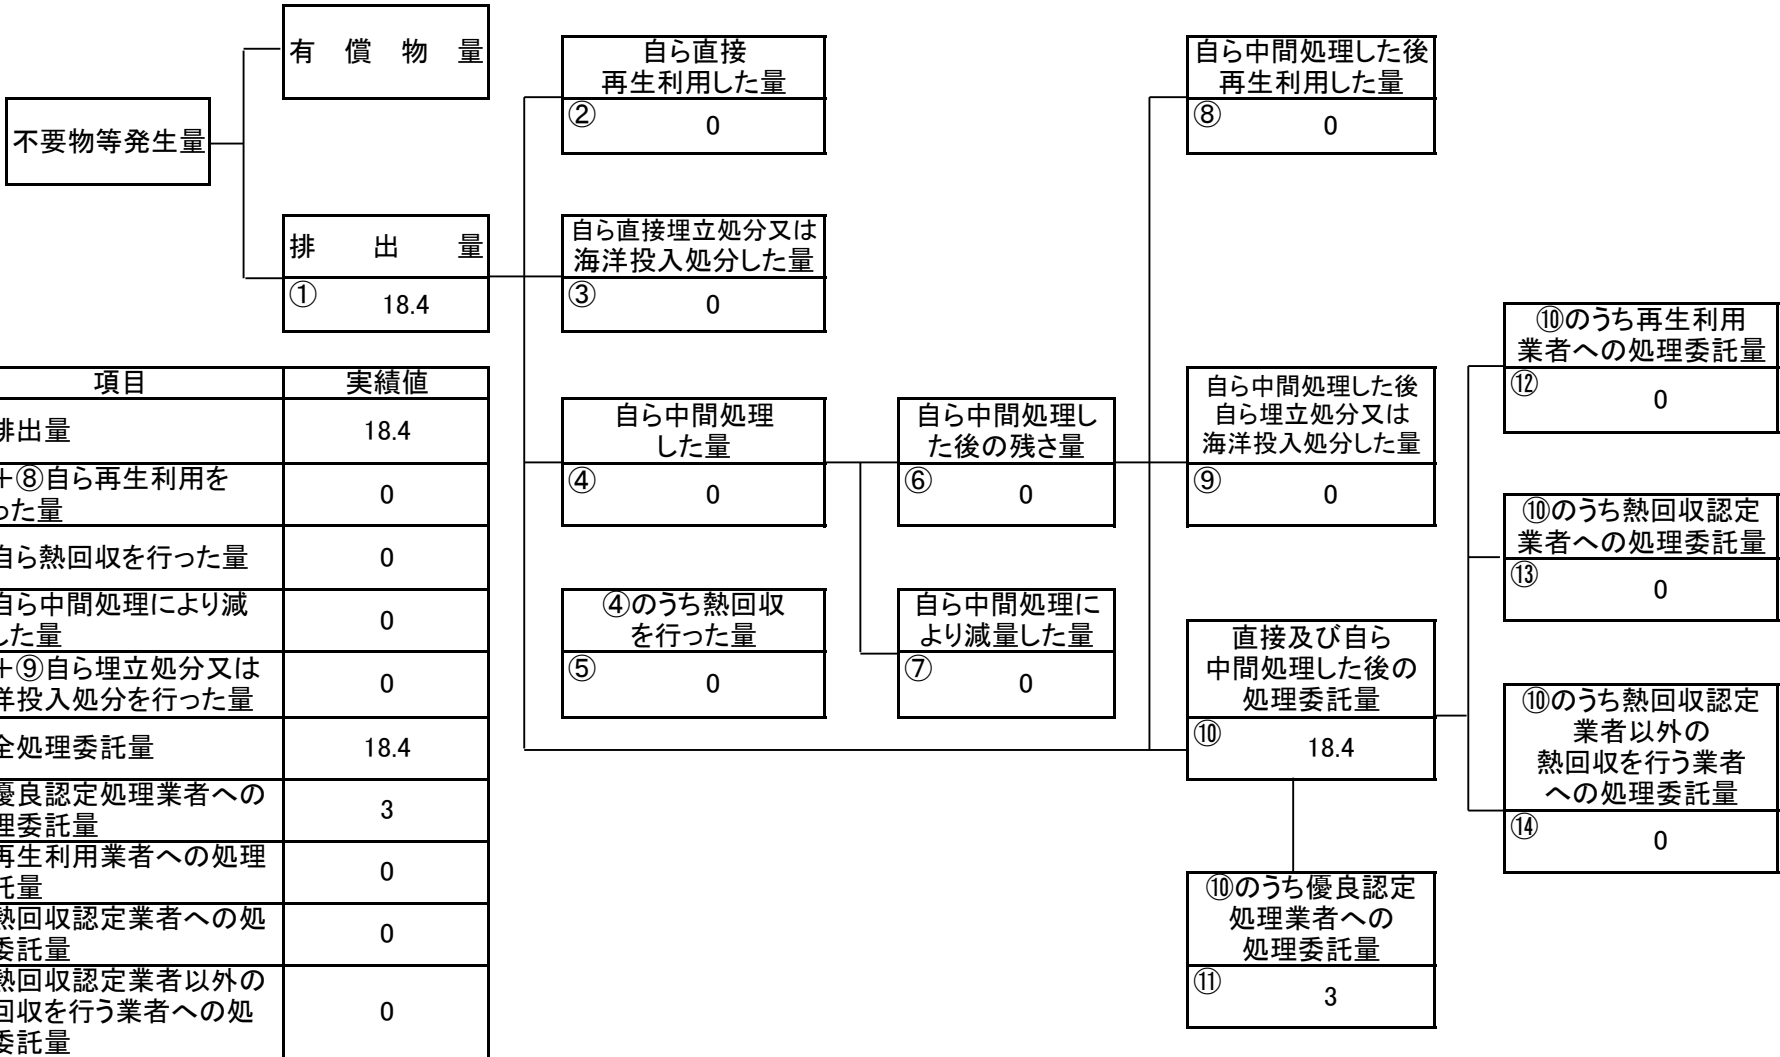 有償物量
不要物等発生量
排出量
①
18.4
自ら直接
再生利用した量
②
0
自ら直接埋立処分又は
海洋投入処分した量
③
0
自ら中間処理
した量
④
0
④のうち熱回収
を行った量
⑤
0
自ら中間処理し
た後の残さ量
⑥
0
自ら中間処理に
より減量した量
⑦
0
自ら中間処理した後
再生利用した量
⑧
0
自ら中間処理した後
自ら埋立処分又は
海洋投入処分した量
⑨
0
直接及び自ら
中間処理した後の
処理委託量
⑩
18.4
⑩のうち優良認定
処理業者への
処理委託量
⑪
3
⑩のうち再生利用
業者への処理委託量
⑫
0
⑩のうち熱回収認定
業者への処理委託量
⑬
0
⑩のうち熱回収認定
業者以外の
熱回収を行う業者
への処理委託量
⑭
0
項目 実績値
排出量 18.4
+⑧自ら再生利用を
った量
0
自ら熱回収を行った量 0
自ら中間処理により減
した量
0
+⑨自ら埋立処分又は
洋投入処分を行った量
0
全処理委託量 18.4
優良認定処理業者への
理委託量
3
再生利用業者への処理
託量
0
熱回収認定業者への処
委託量
0
熱回収認定業者以外の
回収を行う業者への処
委託量
0